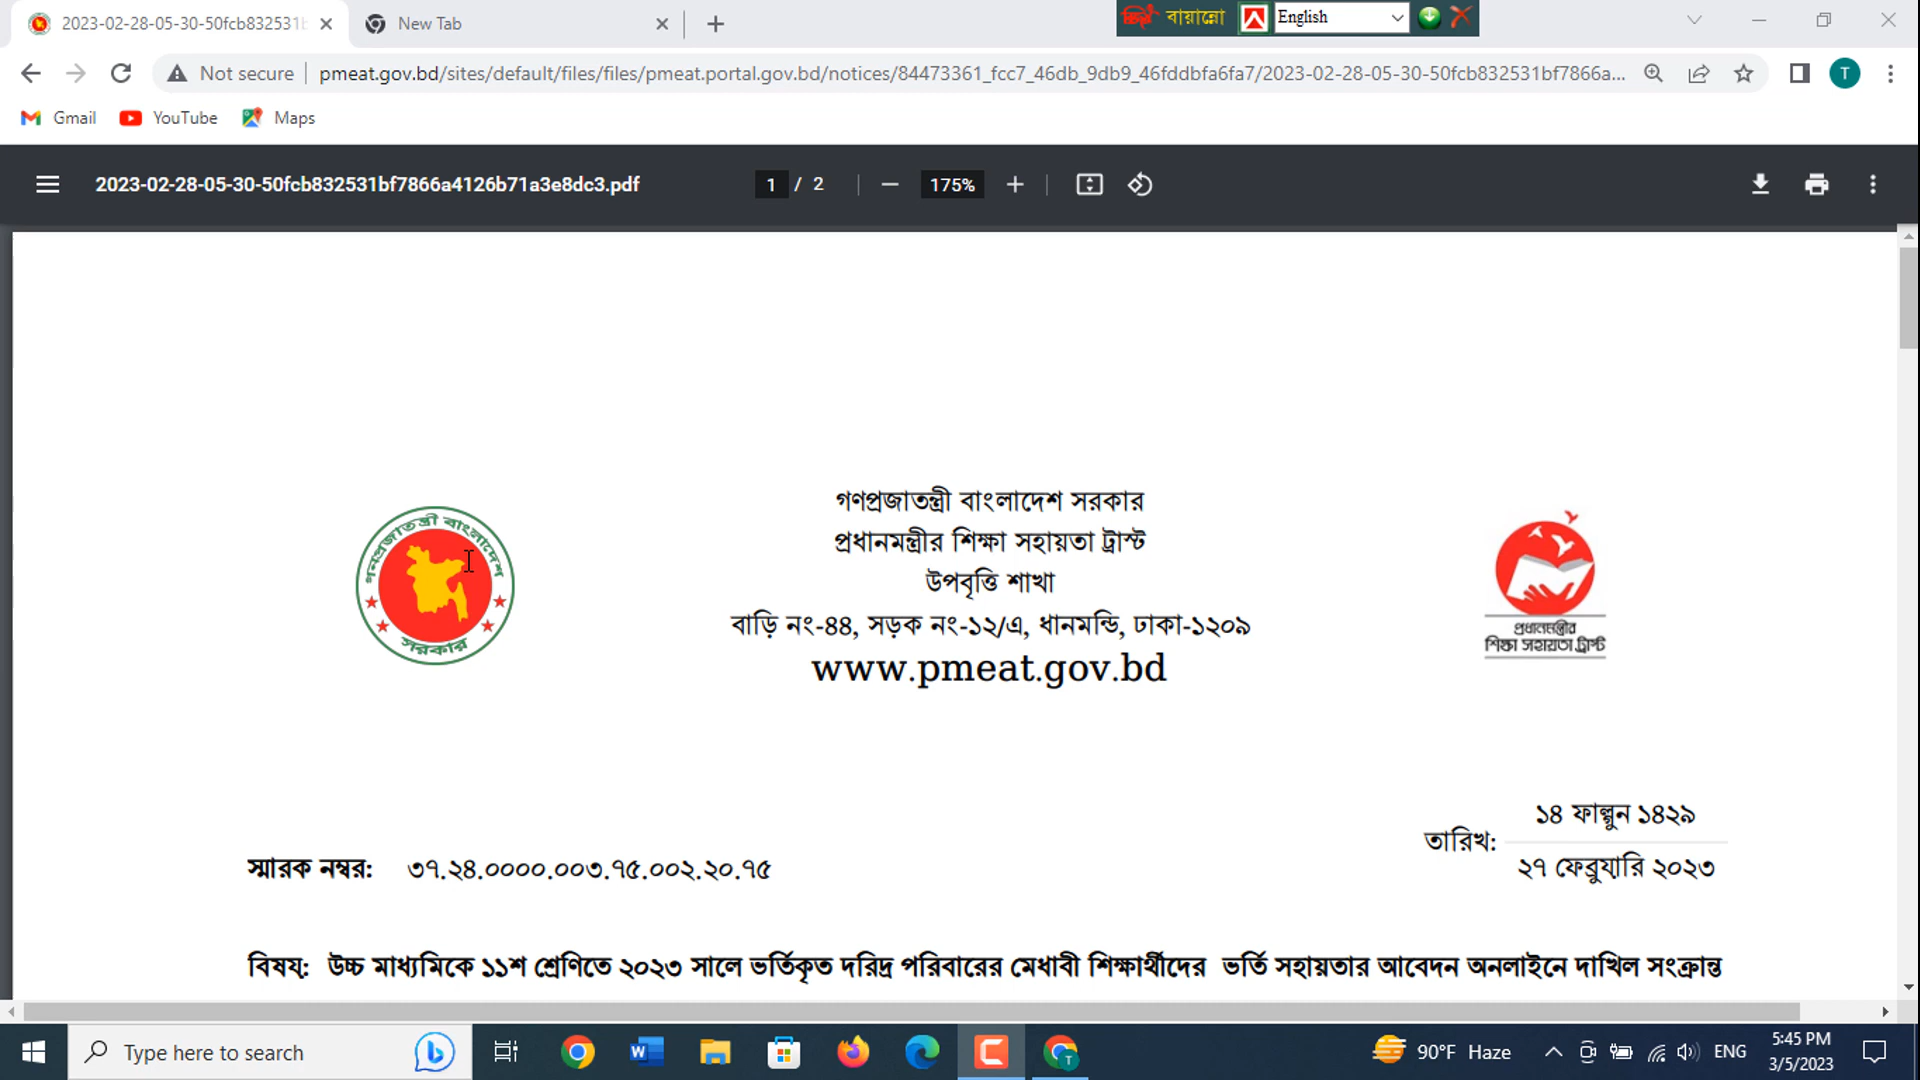 2023-02-28-05-30-50fcb832531b
New Tab
বায়ান্নো
English
Not secure
pmeat.gov.bd/sites/default/files/files/pmeat.portal.gov.bd/notices/84473361_fcc7_46db_9db9_46fddbfa6fa7/2023-02-28-05-30-50fcb832531bf7866a...
T
Gmail
YouTube
Maps
2023-02-28-05-30-50fcb832531bf7866a4126b71a3e8dc3.pdf
1 / 2
175%
গণপ্রজাতন্ত্রী বাংলাদেশ
সরকার
গণপ্রজাতন্ত্রী বাংলাদেশ সরকার
প্রধানমন্ত্রীর শিক্ষা সহায়তা ট্রাস্ট
উপবৃত্তি শাখা
বাড়ি নং-৪৪, সড়ক নং-১২/এ, ধানমন্ডি, ঢাকা-১২০৯
www.pmeat.gov.bd
প্রধানমন্ত্রীর
শিক্ষা সহায়তা ট্রাস্ট
তারিখ:
১৪ ফাল্গুন ১৪২৯
২৭ ফেব্রুয়ারি ২০২৩
স্মারক নম্বর: ৩৭.২৪.০০০০.০০৩.৭৫.০০২.২০.৭৫
বিষয়: উচ্চ মাধ্যমিকে ১১শ শ্রেণিতে ২০২৩ সালে ভর্তিকৃত দরিদ্র পরিবারের মেধাবী শিক্ষার্থীদের ভর্তি সহায়তার আবেদন অনলাইনে দাখিল সংক্রান্ত
Type here to search
90°F Haze
ENG
5:45 PM
3/5/2023